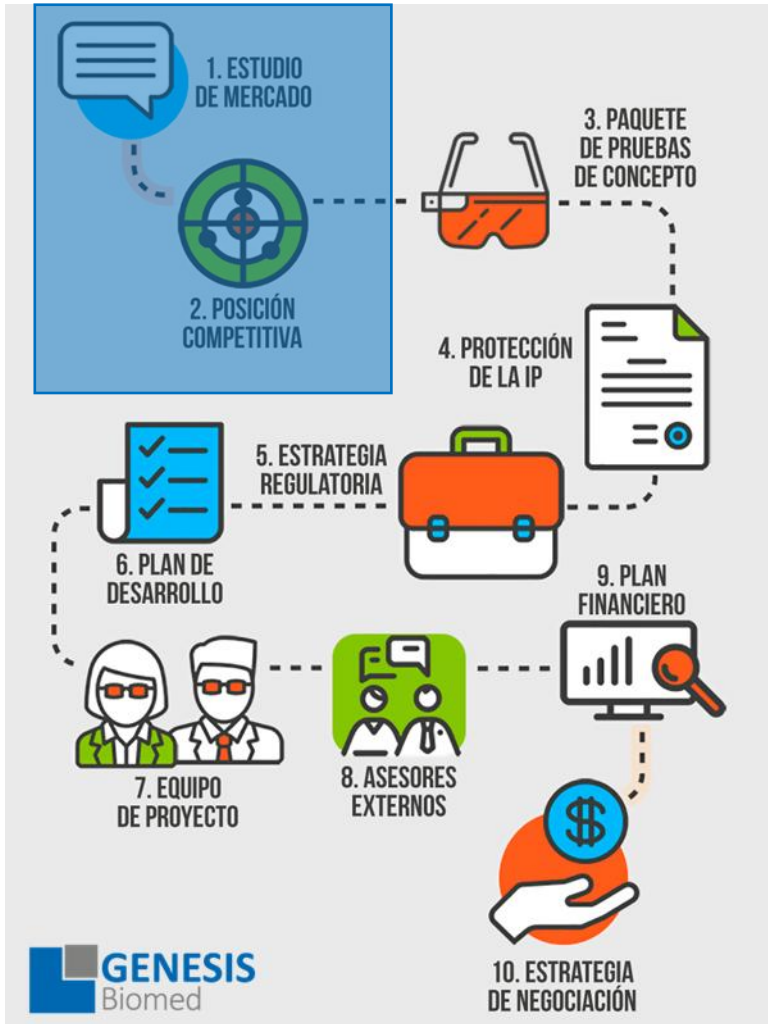 1. ESTUDIO
DE MERCADO
2. POSICIÓN
COMPETITIVA
3. PAQUETE
DE PRUEBAS
DE CONCEPTO
4. PROTECCIÓN
DE LA IP
5. ESTRATEGIA
REGULATORIA
6. PLAN DE
DESARROLLO
7. EQUIPO
DE PROYECTO
8. ASESORES
EXTERNOS
9. PLAN
FINANCIERO
$
10. ESTRATEGIA
DE NEGOCIACIÓN
GENESIS
Biomed